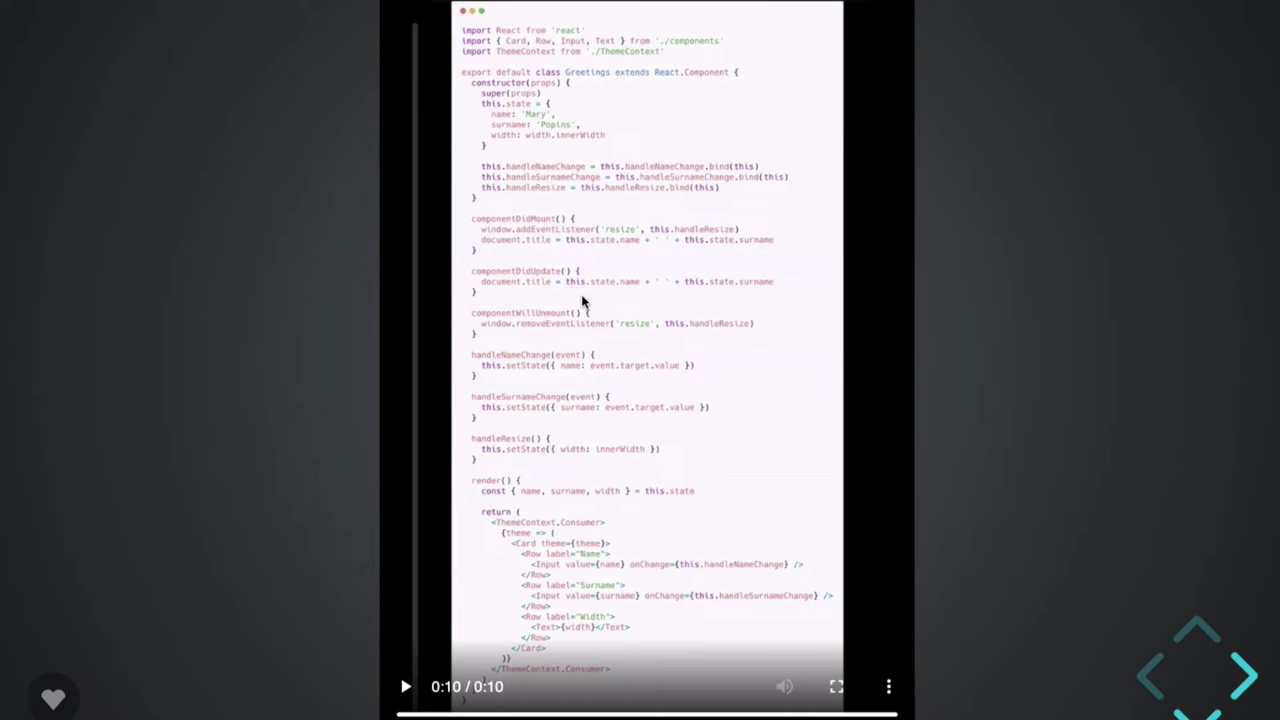 import React from 'react'
import { Card, Row, Input, Text } from './components'
import ThemeContext from './ThemeContext'
export default class Greetings extends React.Component {
constructor(props) {
super(props)
this.state = {
name: 'Mary',
surname: 'Popins',
width: width.innerWidth
}
this.handleNameChange = this.handleNameChange.bind(this)
this.handleSurnameChange = this.handleSurnameChange.bind(this)
this.handleResize = this.handleResize.bind(this)
}
componentDidMount() {
window.addEventListener('resize', this.handleResize)
document.title = this.state.name + ' ' + this.state.surname
}
componentDidUpdate() {
document.title = this.state.name + ' ' + this.state.surname
}
componentWillUnmount() {
window.removeEventListener('resize', this.handleResize)
}
handleNameChange(event) {
this.setState({ name: event.target.value })
}
handleSurnameChange(event) {
this.setState({ surname: event.target.value })
}
handleResize() {
this.setState({ width: innerWidth })
}
render() {
const { name, surname, width } = this.state
return (
<ThemeContext.Consumer>
{theme => (
<Card theme={theme}>
<Row label="Name">
<Input value={name} onChange={this.handleNameChange} />
</Row>
<Row label="Surname">
<Input value={surname} onChange={this.handleSurnameChange} />
</Row>
<Row label="Width">
<Text>{width}</Text>
</Row>
</Card>
)}
</ThemeContext.Consumer>
0:10 / 0:10
}